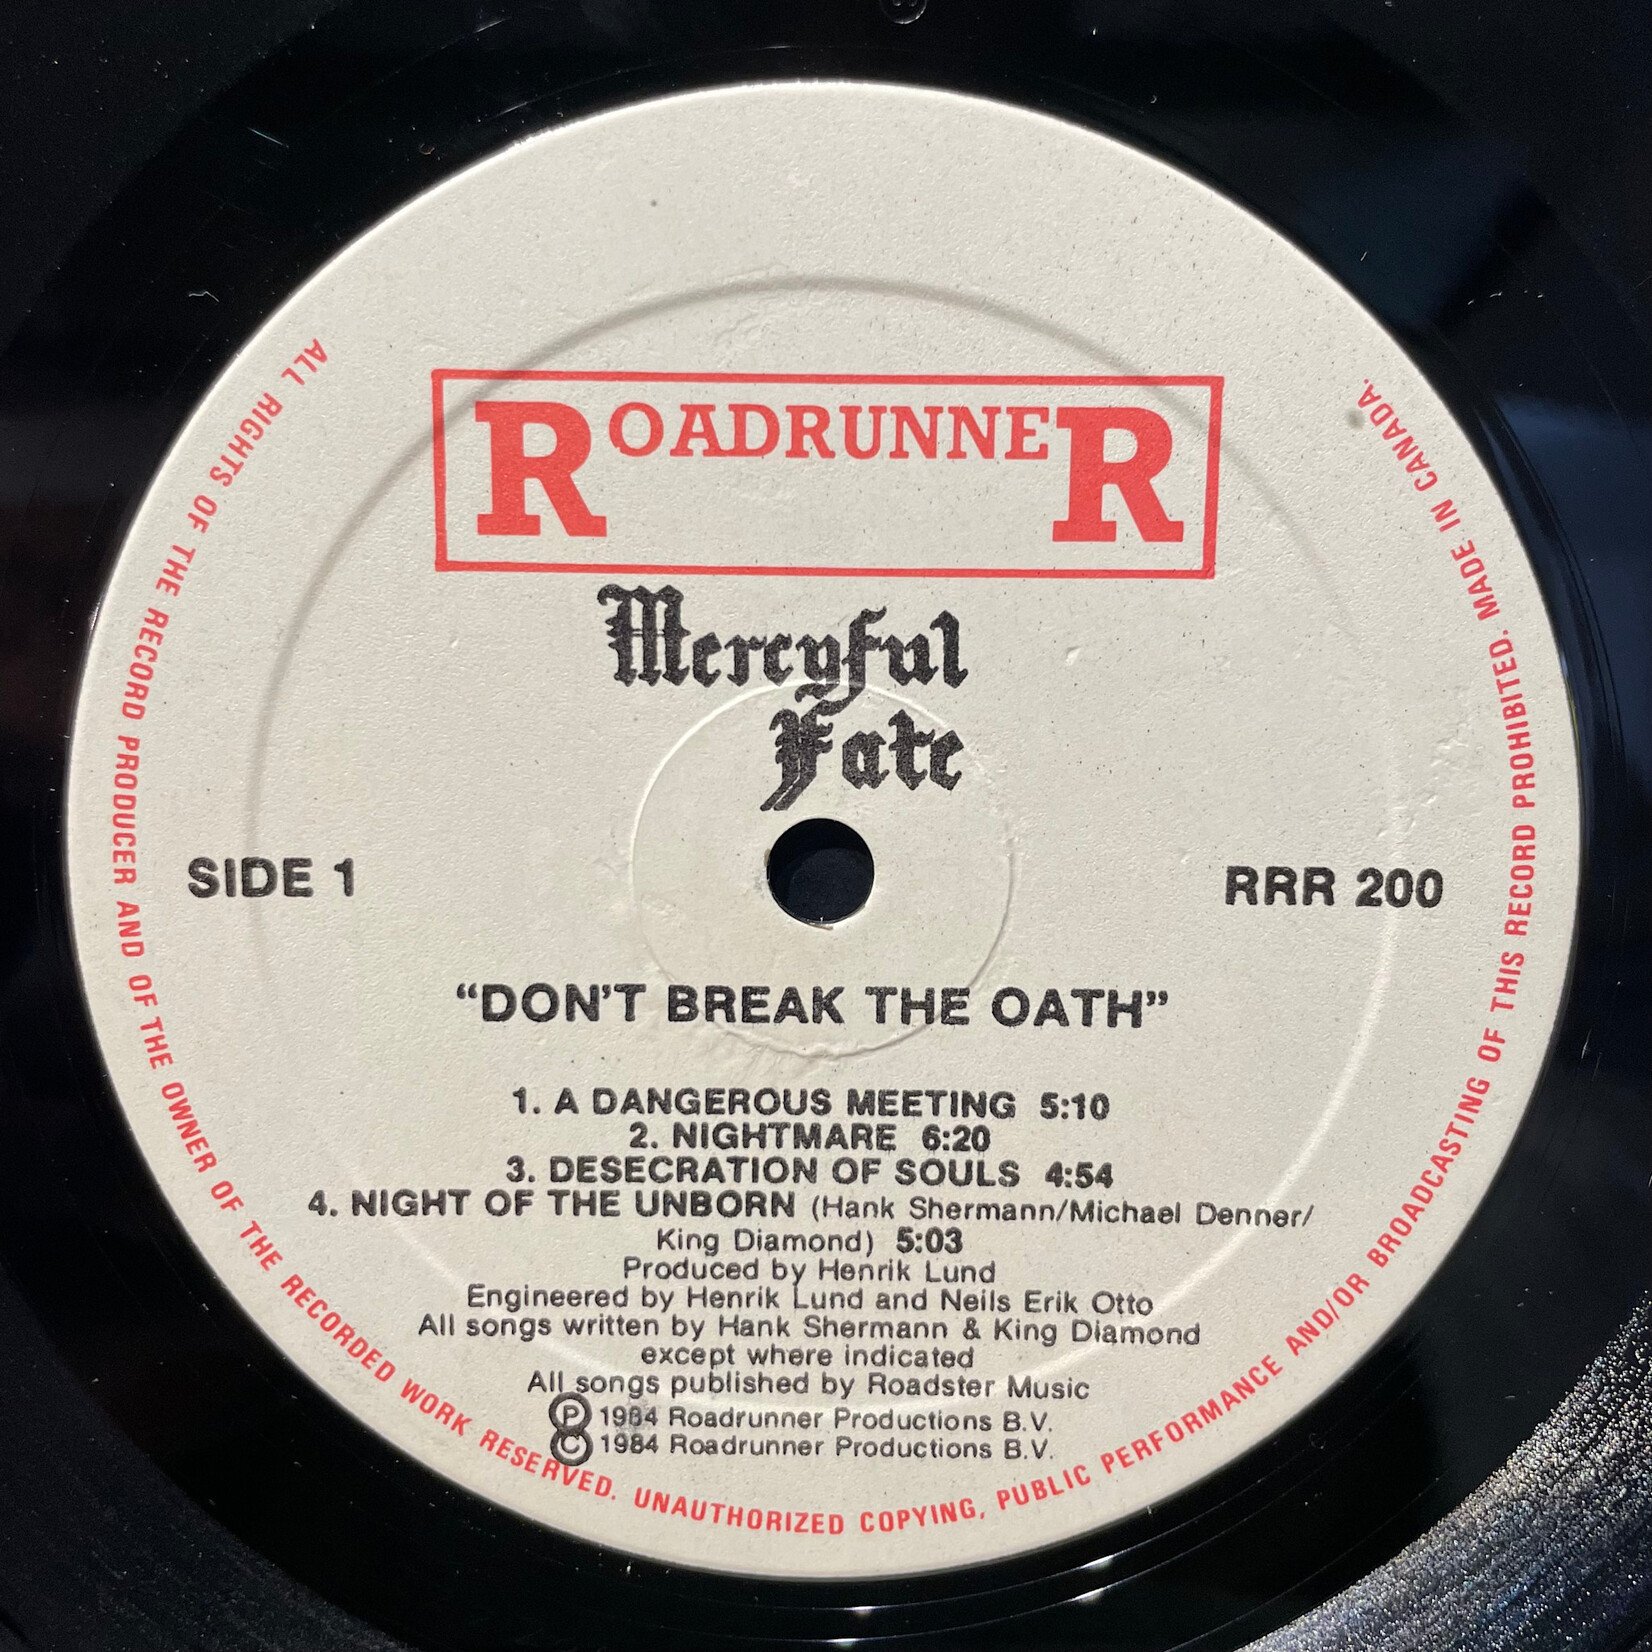 ROADRUNNER
Mercyful
Fate
SIDE 1
RRR 200
“DON'T BREAK THE OATH”
1. A DANGEROUS MEETING 5:10
2. NIGHTMARE 6:20
3. DESECRATION OF SOULS 4:54
4. NIGHT OF THE UNBORN (Hank Shermann/Michael Denner/
King Diamond) 5:03
Produced by Henrik Lund
Engineered by Henrik Lund and Neils Erik Otto
All songs written by Hank Shermann & King Diamond
except where indicated
All songs published by Roadster Music
Ⓟ 1984 Roadrunner Productions B.V.
© 1984 Roadrunner Productions B.V.
ALL RIGHTS OF THE RECORD PRODUCER AND OF THE OWNER OF THE RECORDED WORK RESERVED. UNAUTHORIZED COPYING, PUBLIC PERFORMANCE AND/OR BROADCASTING OF THIS RECORD PROHIBITED. MADE IN CANADA.